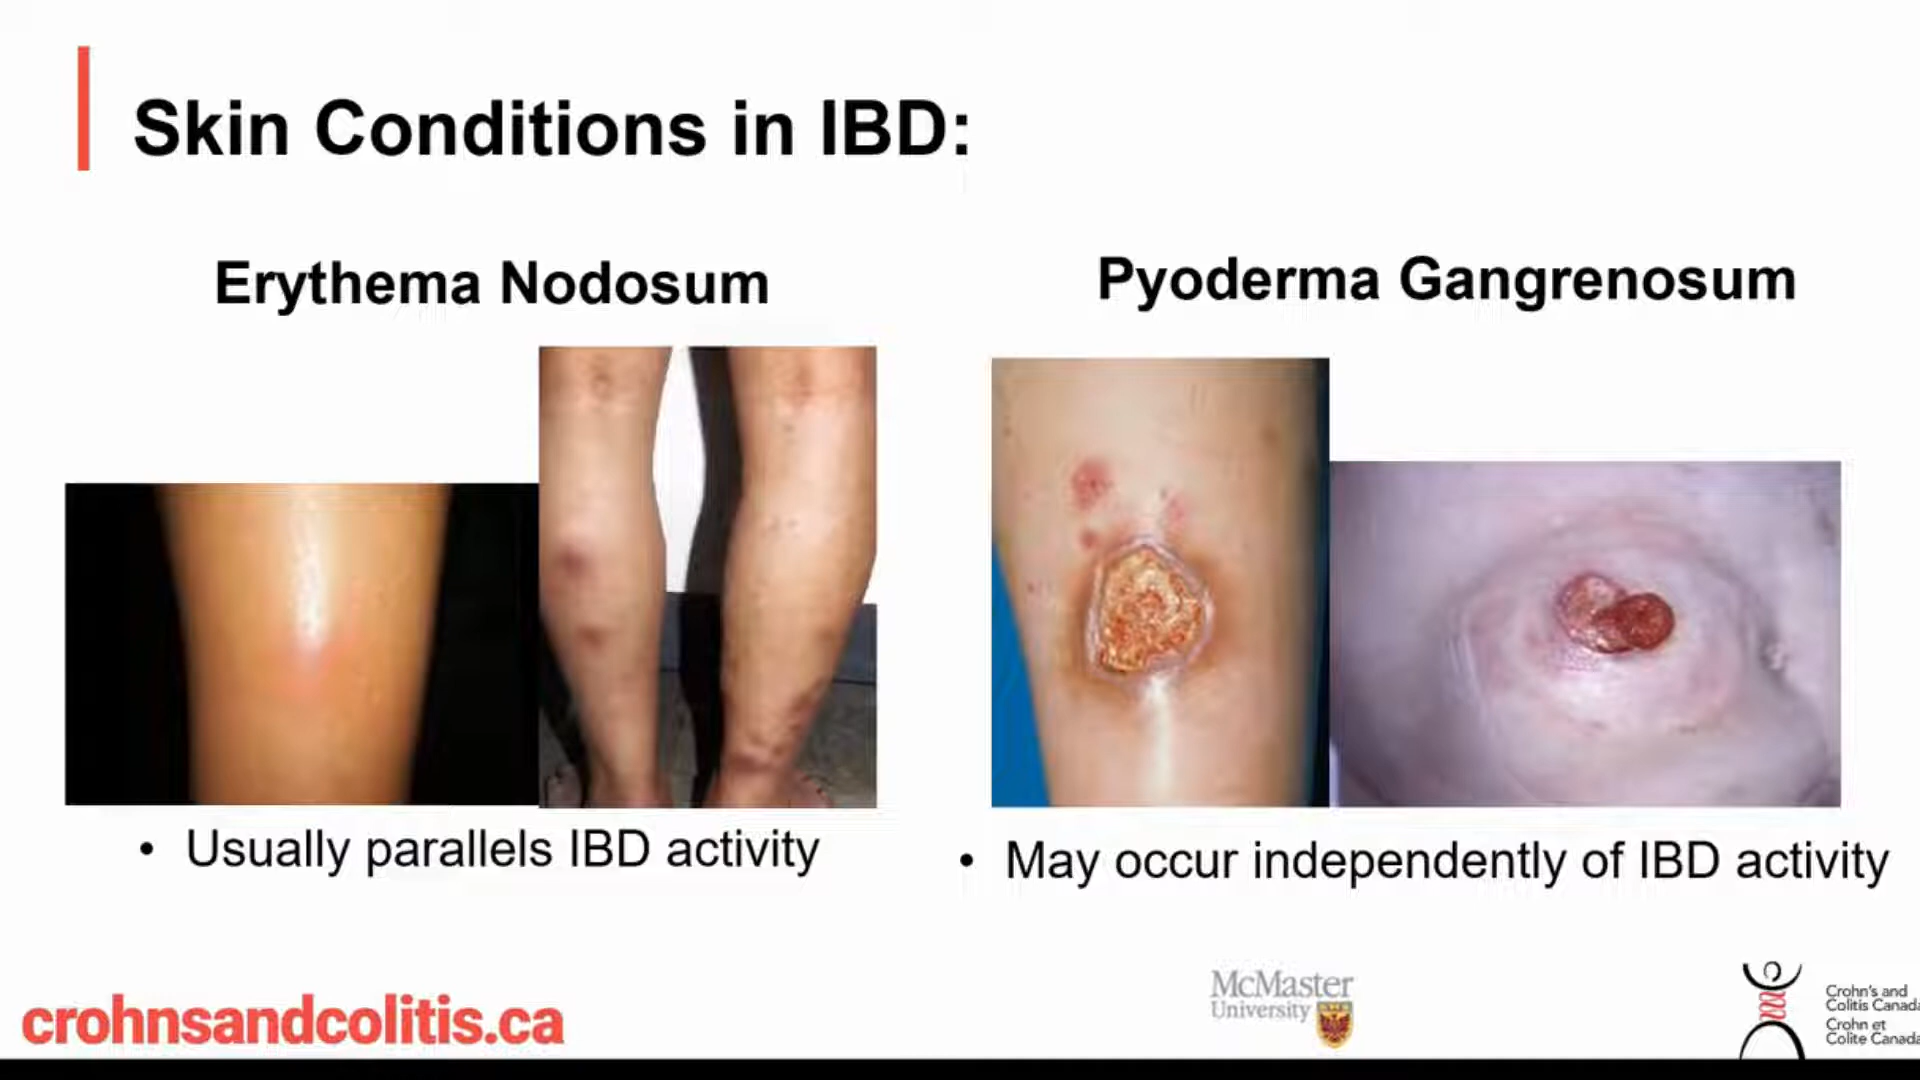 Skin Conditions in IBD:
Erythema Nodosum
Pyoderma Gangrenosum
• Usually parallels IBD activity
• May occur independently of IBD activity
crohnsandcolitis.ca
McMaster
University
Crohn's and
Colitis Canada
Crohn et
Colite Canada